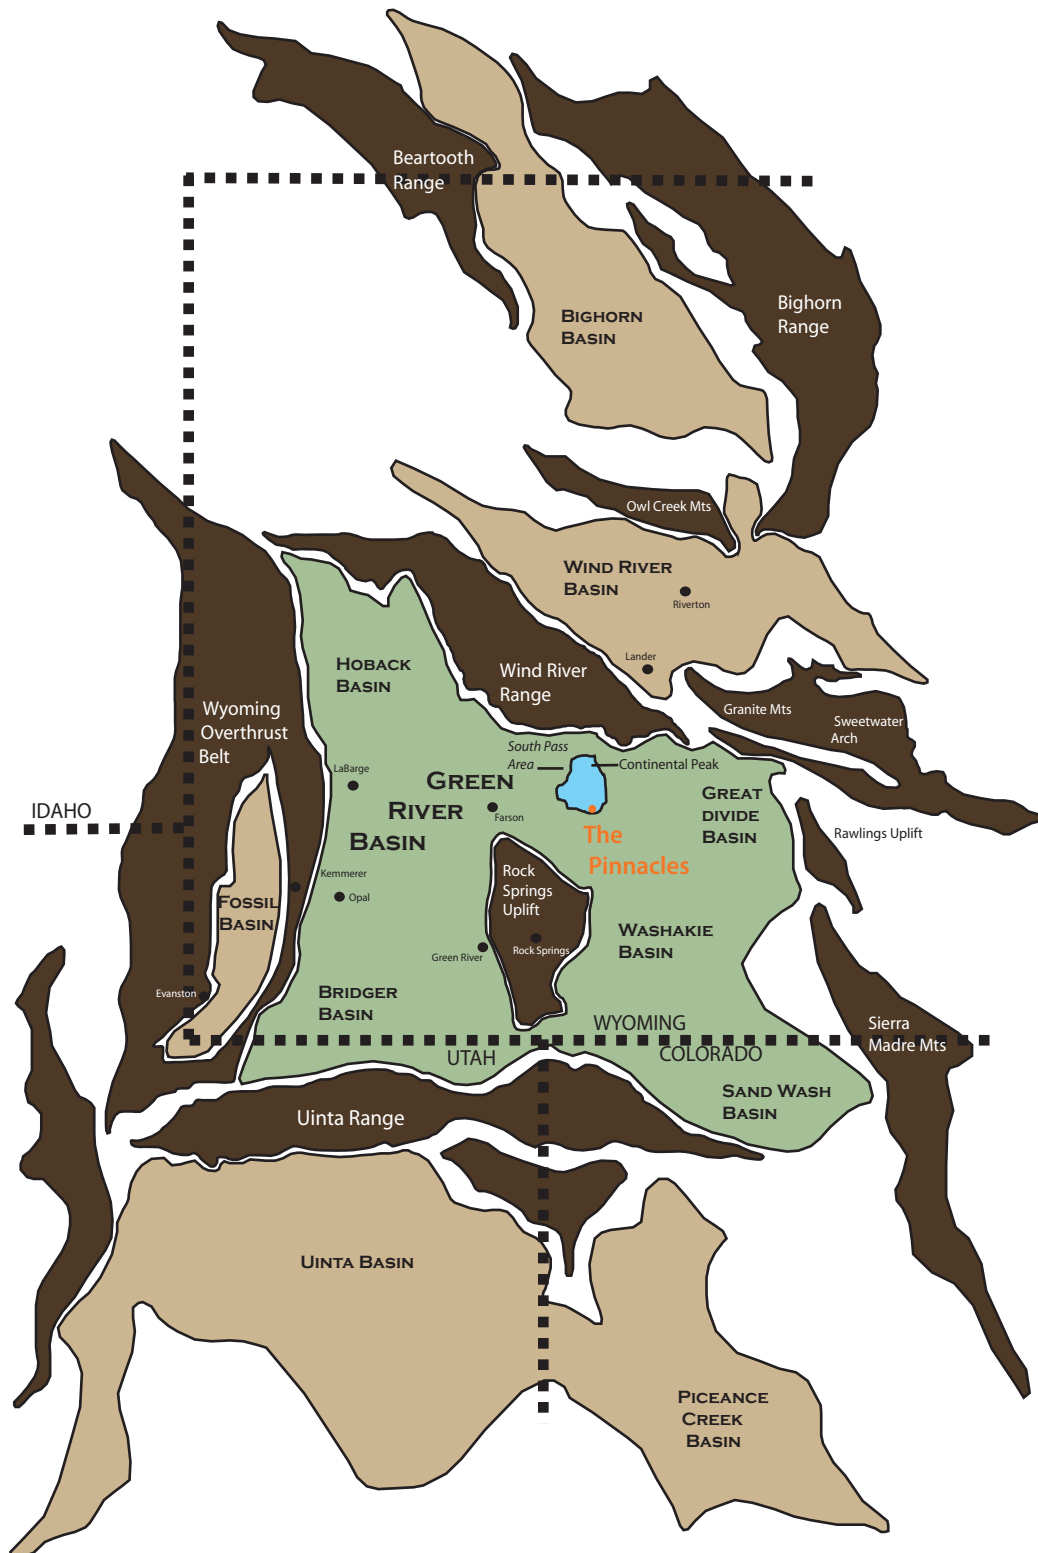 Beartooth
Range
Bighorn
Basin
Bighorn
Range
Owl Creek Mts
Wind River
Basin
Riverton
Lander
Hoback
Basin
Wind River
Range
Granite Mts
Sweetwater
Arch
Wyoming
Overthrust
Belt
South Pass
Area
Continental Peak
LaBarge
Green
River
Basin
Farson
Great
divide
Basin
IDAHO
The
Pinnacles
Rawlings Uplift
Kemmerer
Opal
Rock
Springs
Uplift
Fossil
Basin
Washakie
Basin
Green River
Rock Springs
Evanston
Bridger
Basin
WYOMING
UTAH
COLORADO
Sierra
Madre Mts
Sand Wash
Basin
Uinta Range
Uinta Basin
Piceance
Creek
Basin